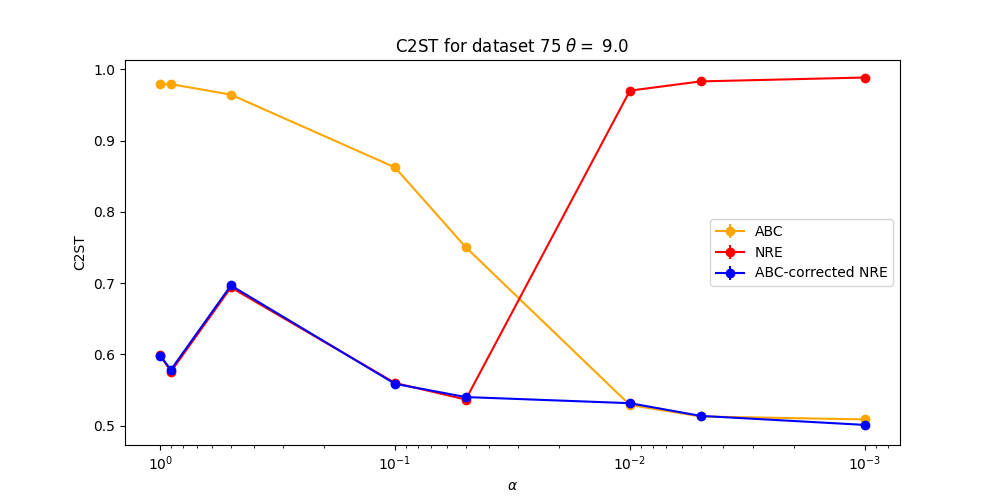 C2ST for dataset 75 θ = 9.0
1.0
0.9
0.8
0.7
0.6
0.5
C2ST
ABC
NRE
ABC-corrected NRE
10⁰
10⁻¹
10⁻²
10⁻³
α